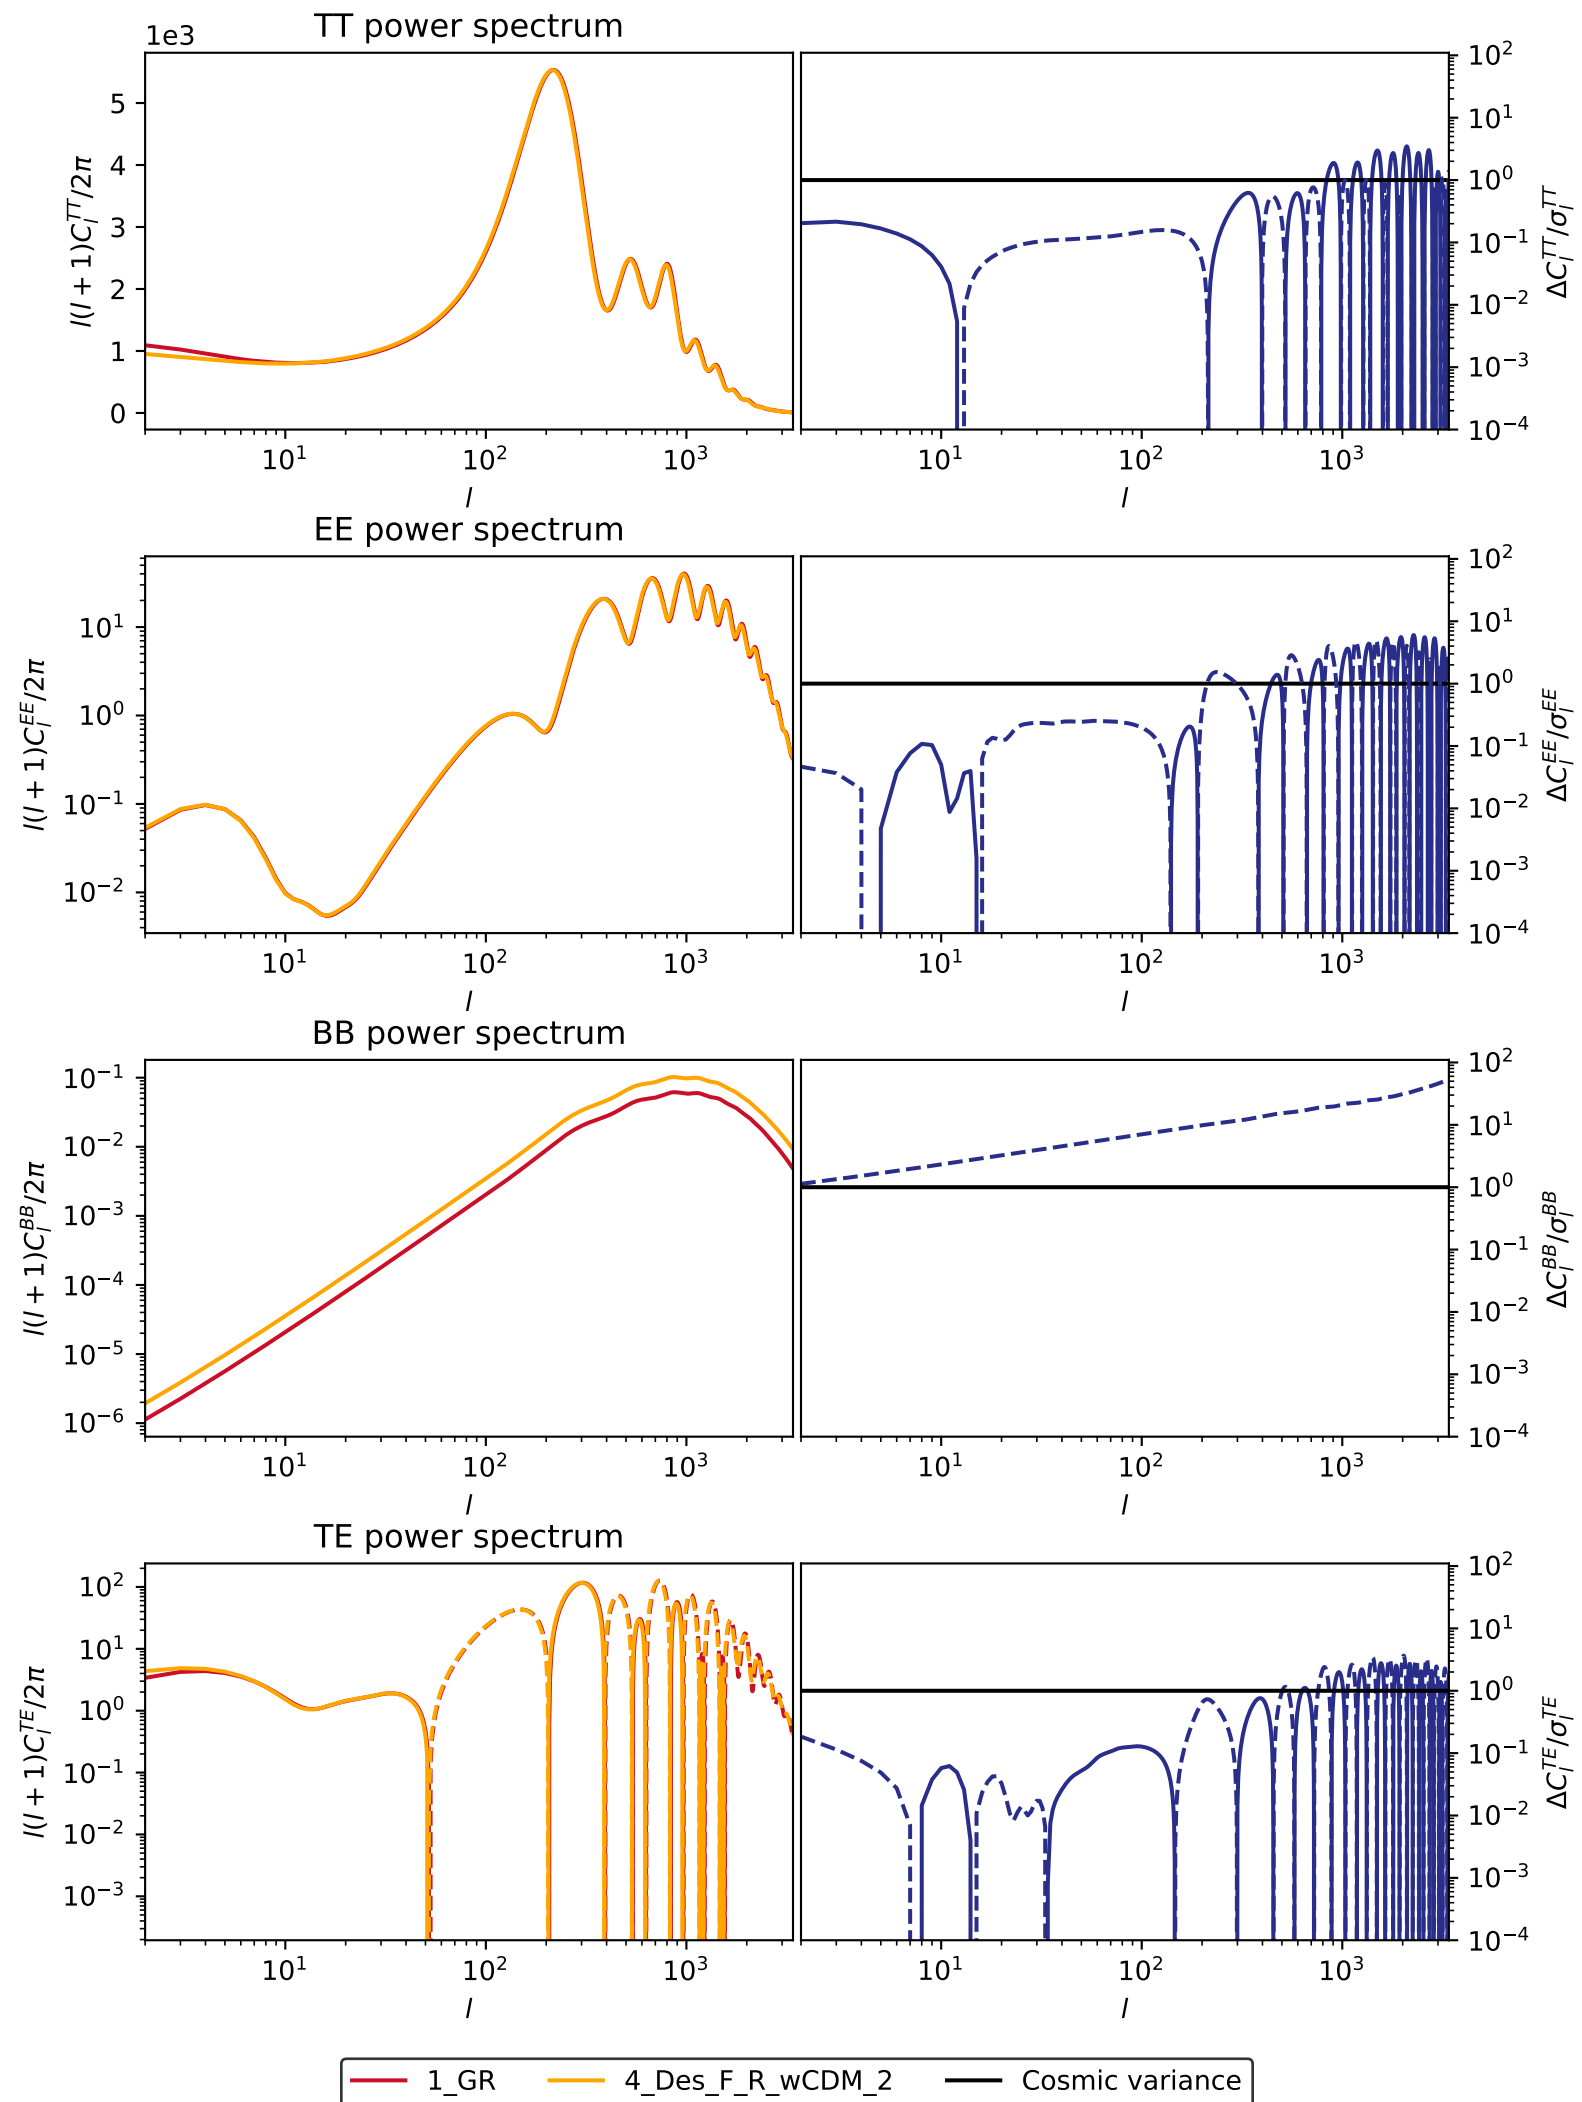 TT power spectrum
1e3
5
4
3
2
1
0
l(l + 1)C_l^{TT}/2π
10^1 10^2 10^3
l
10^2
10^1
10^0
10^{-1}
10^{-2}
10^{-3}
10^{-4}
ΔC_l^{TT}/σ_l^{TT}
10^1 10^2 10^3
l
EE power spectrum
10^1
10^0
10^{-1}
10^{-2}
l(l + 1)C_l^{EE}/2π
10^1 10^2 10^3
l
10^2
10^1
10^0
10^{-1}
10^{-2}
10^{-3}
10^{-4}
ΔC_l^{EE}/σ_l^{EE}
10^1 10^2 10^3
l
BB power spectrum
10^{-1}
10^{-2}
10^{-3}
10^{-4}
10^{-5}
10^{-6}
l(l + 1)C_l^{BB}/2π
10^1 10^2 10^3
l
10^2
10^1
10^0
10^{-1}
10^{-2}
10^{-3}
10^{-4}
ΔC_l^{BB}/σ_l^{BB}
10^1 10^2 10^3
l
TE power spectrum
10^2
10^1
10^0
10^{-1}
10^{-2}
10^{-3}
l(l + 1)C_l^{TE}/2π
10^1 10^2 10^3
l
10^2
10^1
10^0
10^{-1}
10^{-2}
10^{-3}
10^{-4}
ΔC_l^{TE}/σ_l^{TE}
10^1 10^2 10^3
l
1_GR 4_Des_F_R_wCDM_2 Cosmic variance